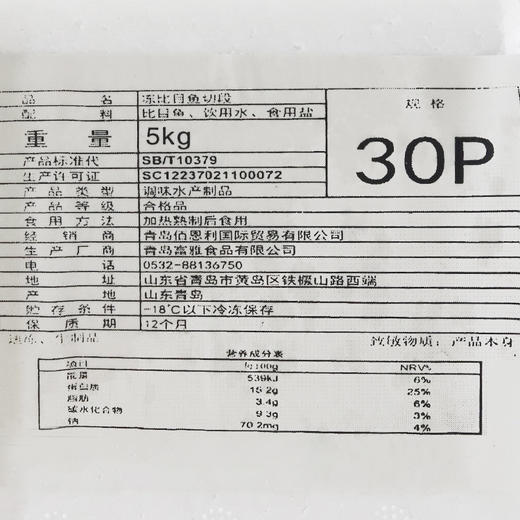 品 名 冻比目鱼切段
配 料 比目鱼、饮用水、食用盐
规 格
重 量 5kg
30P
产品标准代 SB/T10379
生产许可证 SC12237021100072
产 品 类 型 调味水产制品
产 品 等 级 合格品
食 用 方 法 加热熟制后食用
经 销 商 青岛佰恩利国际贸易有限公司
生 产 厂 商 青岛富雅食品有限公司
电 话 0532-88136750
地 址 山东省青岛市黄岛区铁橛山路西端
产 地 山东青岛
贮 存 条 件 -18℃以下冷冻保存
保 质 期 12个月
速冻、生制品 致敏物质：产品本身
营养成分表
项目 每100g NRV%
能量 539kJ 6%
蛋白质 15.2g 25%
脂肪 3.4g 6%
碳水化合物 9.3g 3%
钠 70.2mg 4%